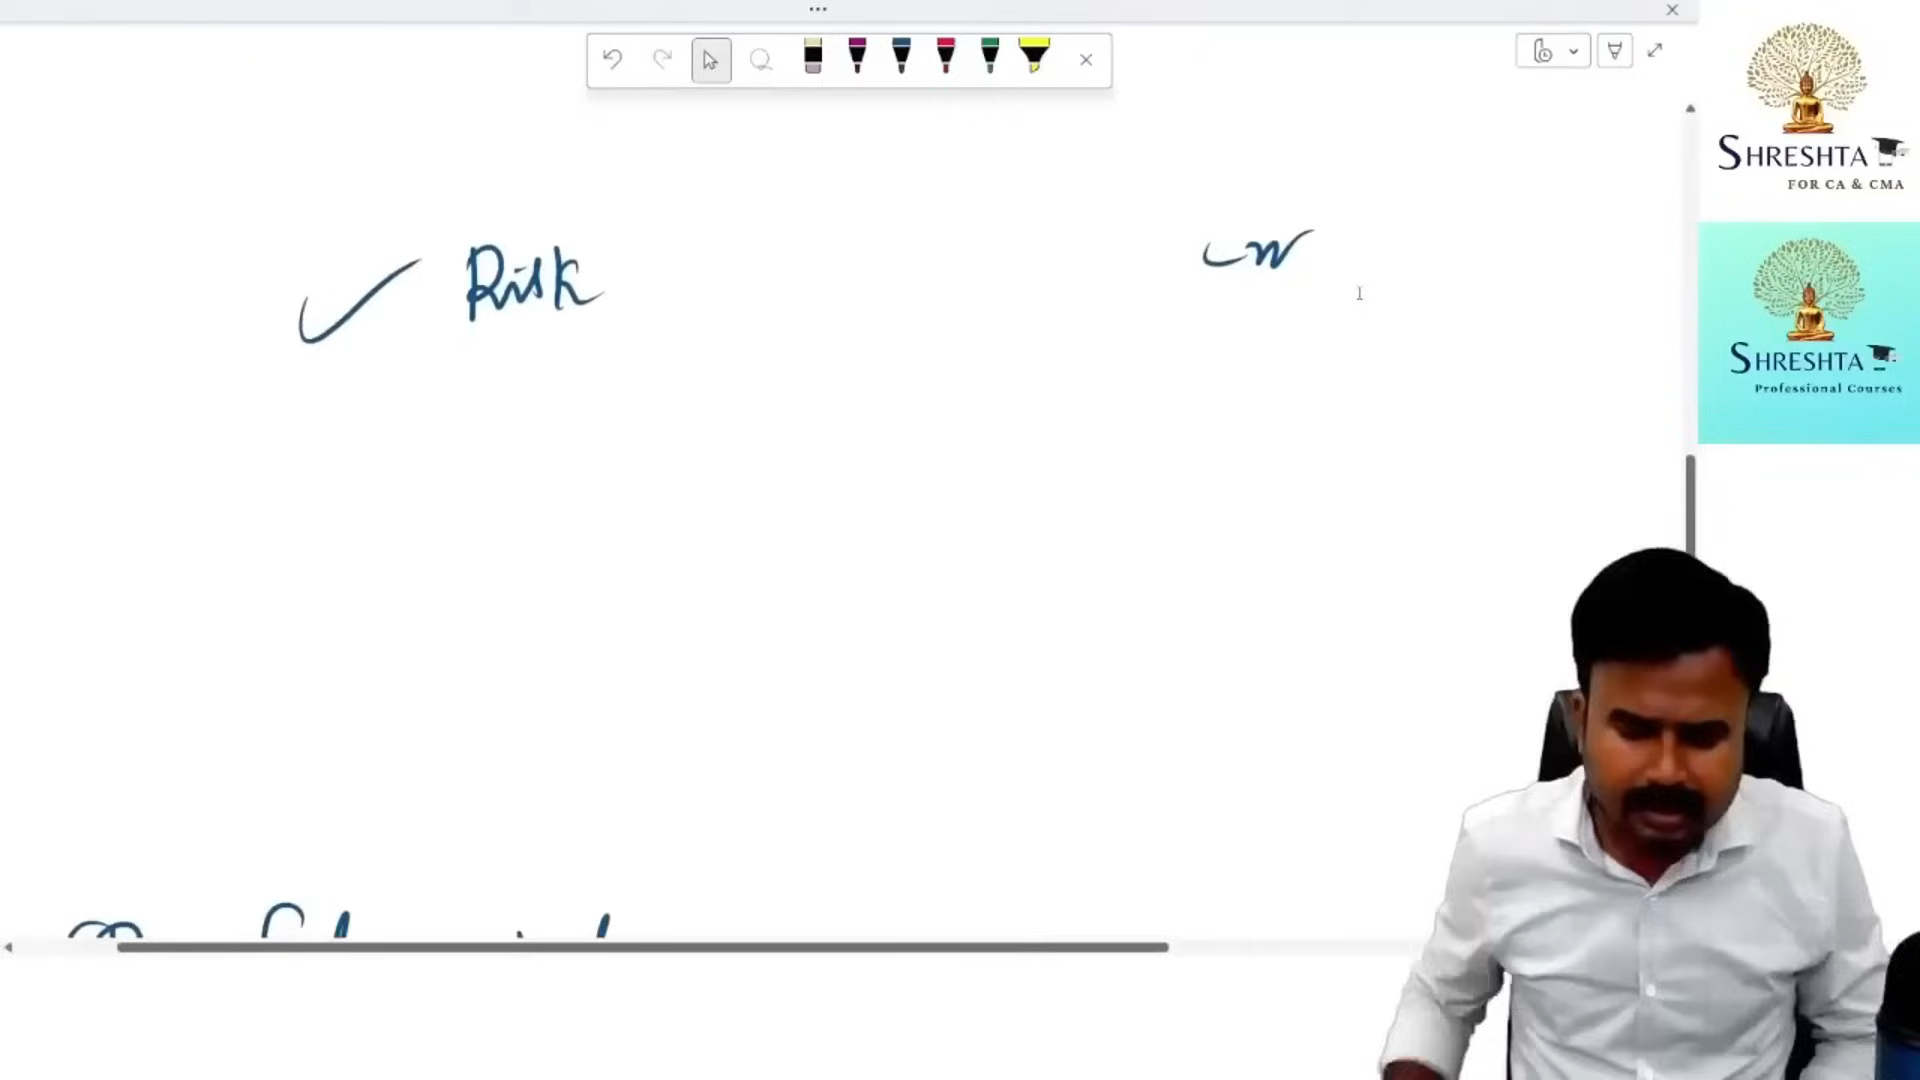 Risk
SHRESHTA
FOR CA & CMA
SHRESHTA
Professional Courses